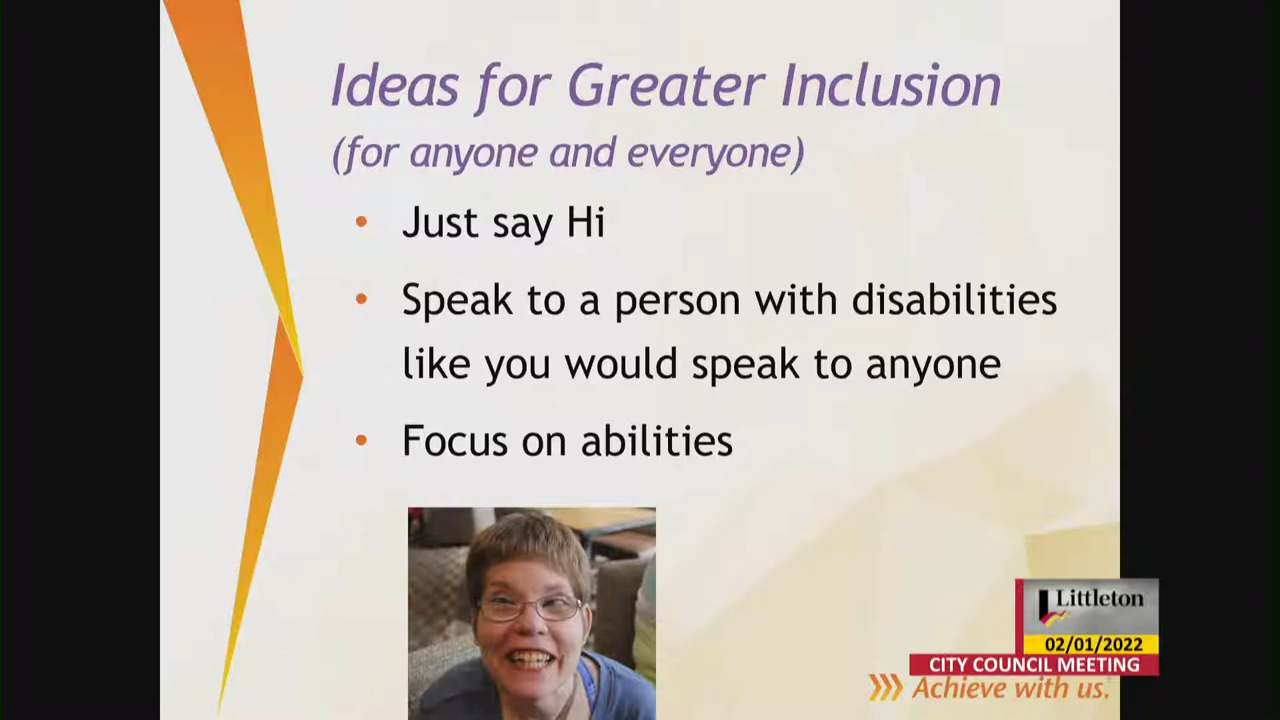 Ideas for Greater Inclusion
(for anyone and everyone)
• Just say Hi
• Speak to a person with disabilities
like you would speak to anyone
• Focus on abilities
Littleton
02/01/2022
CITY COUNCIL MEETING
Achieve with us.